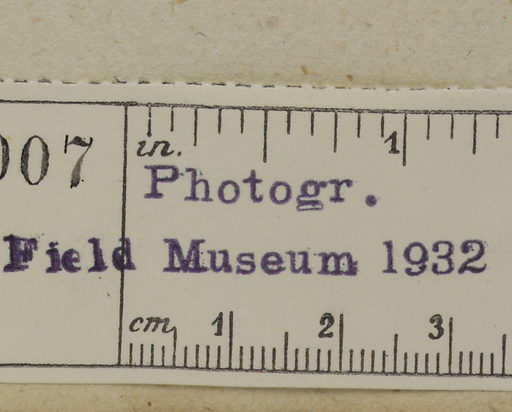 007
in. 1
Photogr.
Field Museum 1932
cm 1 2 3